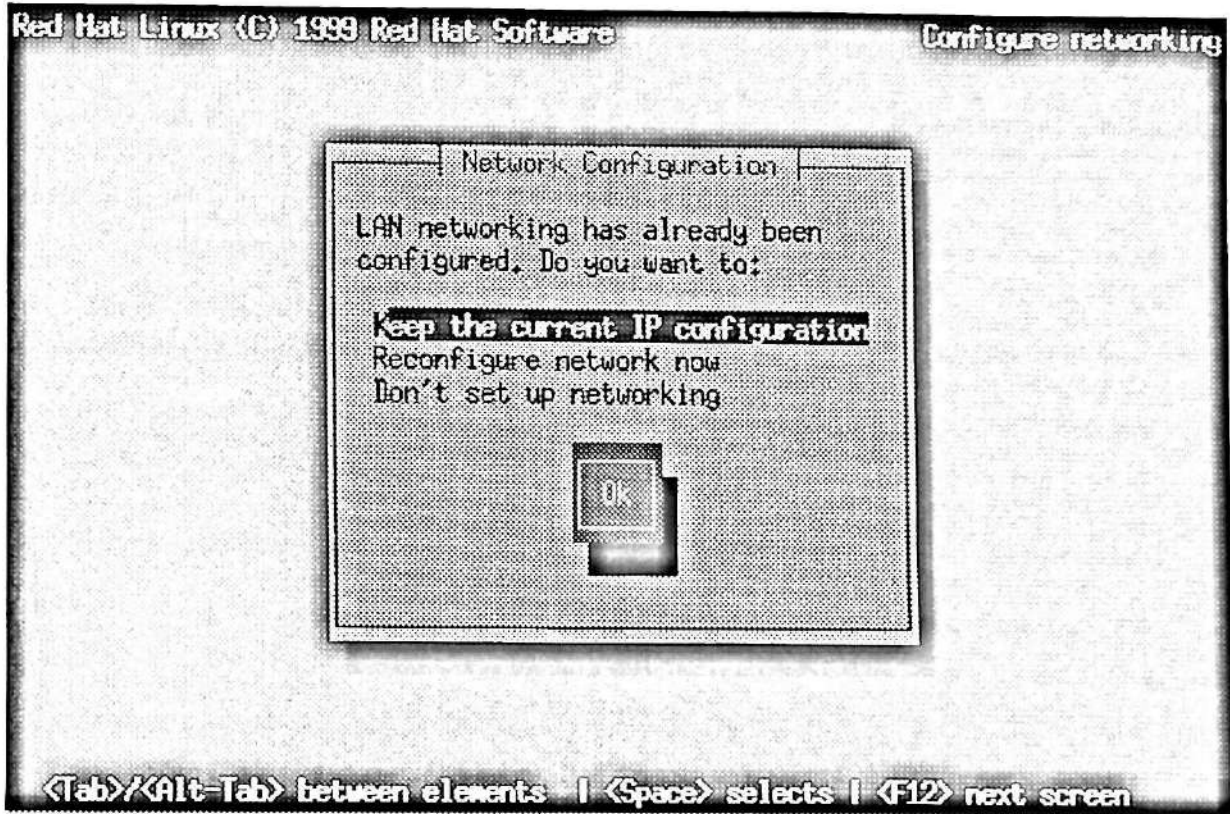 Red Hat Linux (C) 1999 Red Hat Software
Configure networking
Network Configuration
LAN networking has already been
configured. Do you want to:
Keep the current IP configuration
Reconfigure network now
Don't set up networking
Ok
<Tab>/<Alt-Tab> between elements | <Space> selects | <F12> next screen